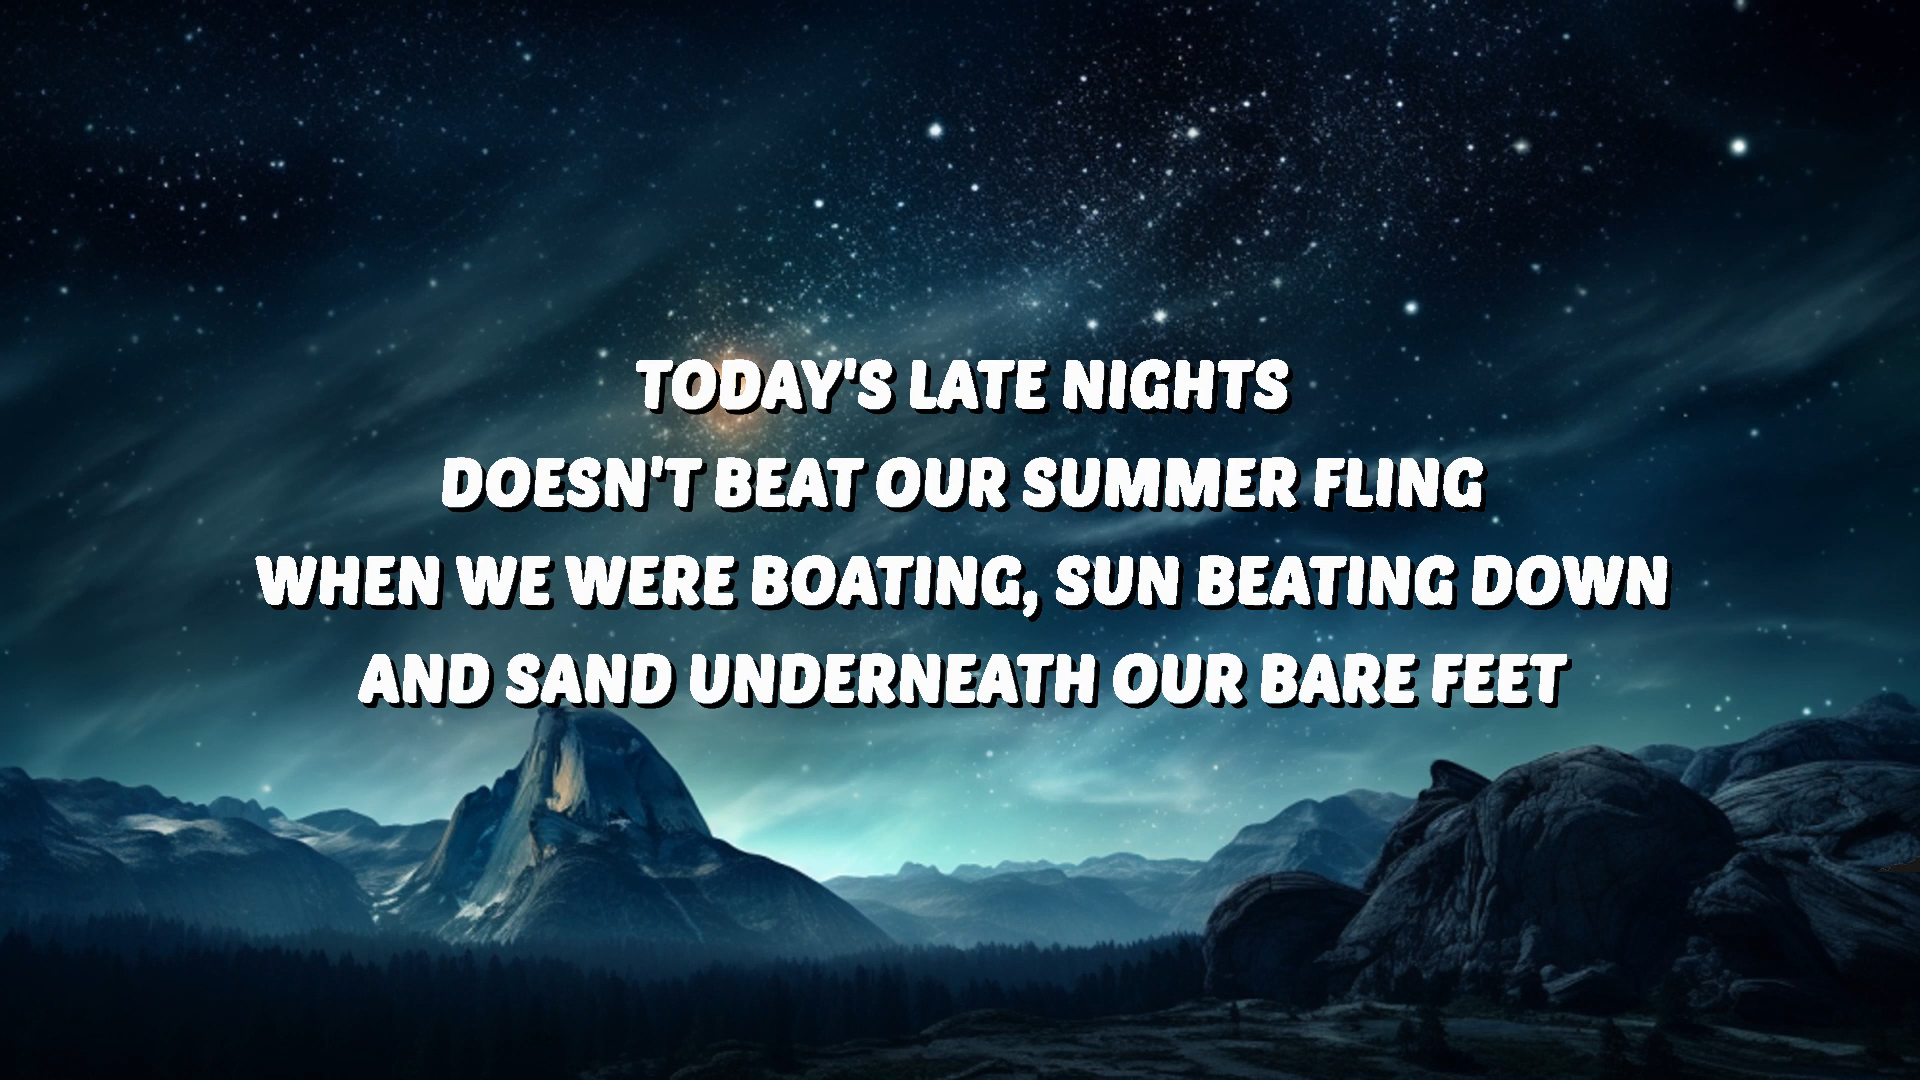 TODAY'S LATE NIGHTS
DOESN'T BEAT OUR SUMMER FLING
WHEN WE WERE BOATING, SUN BEATING DOWN
AND SAND UNDERNEATH OUR BARE FEET